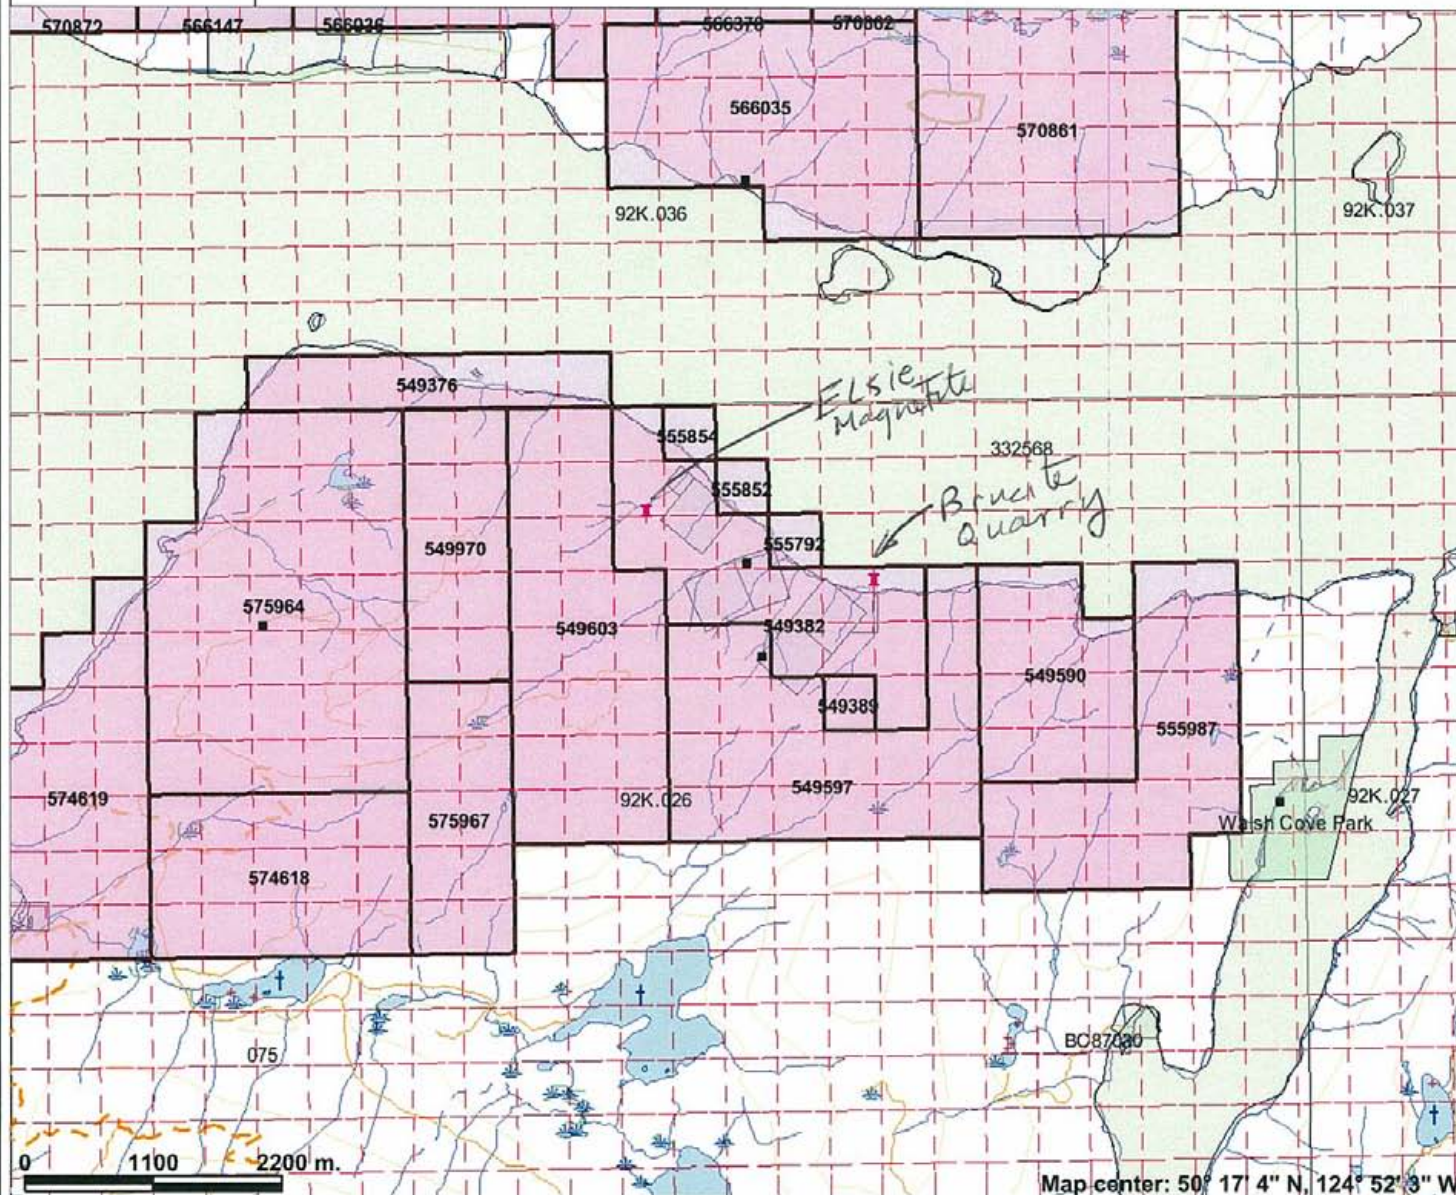 570872
566147
566036
566378
570862
566035
570861
92K.036
92K.037
549376
ELsie
Magnetite
555854
332568
555852
Brucite
Quarry
555792
549970
575964
549603
549382
549590
549389
555987
574619
549597
92K.026
92K.027
575967
Walsh Cove Park
574618
BC87030
075
0 1100 2200 m.
Map center: 50° 17' 4" N, 124° 52' 3" W